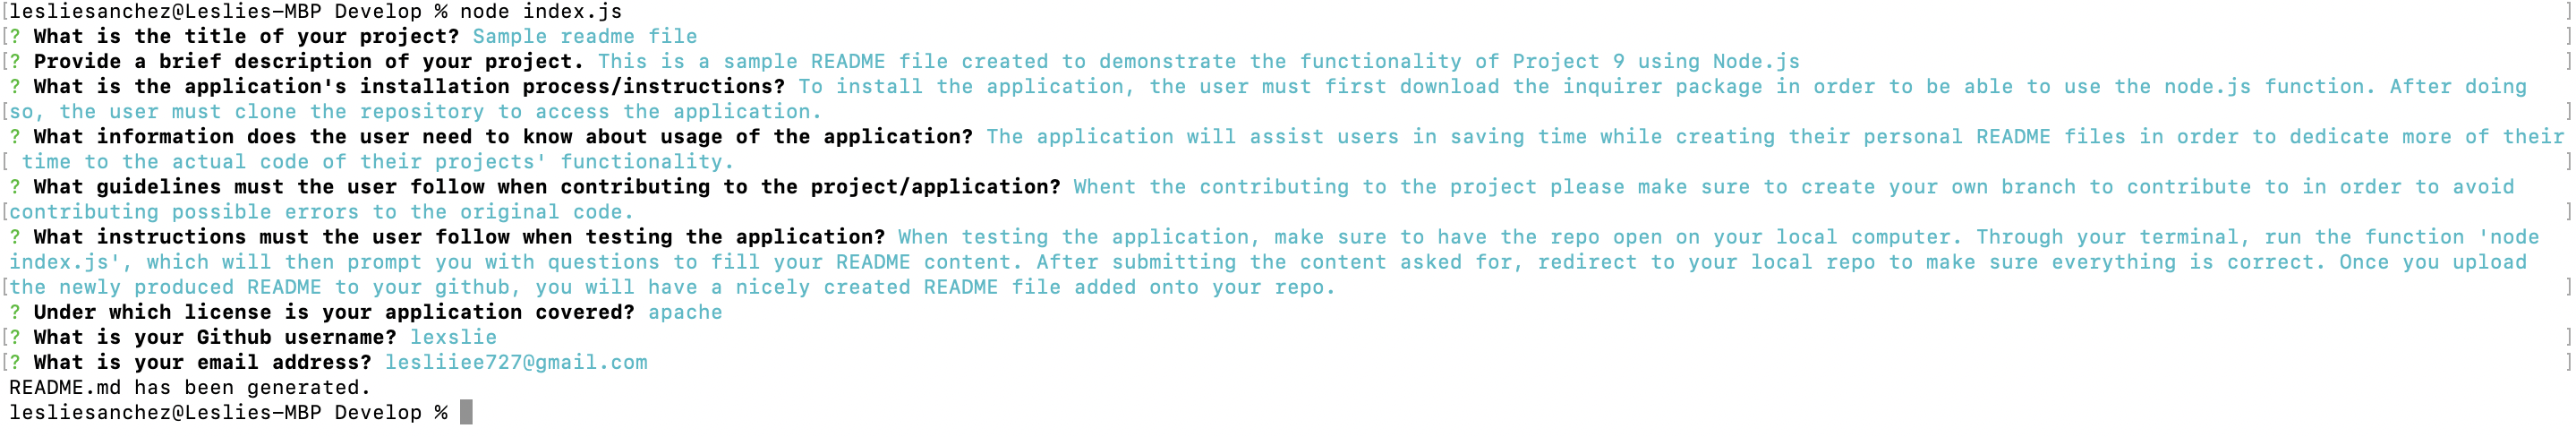 [lesliesanchez@Leslies-MBP Develop % node index.js ]
[? What is the title of your project? Sample readme file ]
[? Provide a brief description of your project. This is a sample README file created to demonstrate the functionality of Project 9 using Node.js ]
? What is the application's installation process/instructions? To install the application, the user must first download the inquirer package in order to be able to use the node.js function. After doing
[so, the user must clone the repository to access the application. ]
? What information does the user need to know about usage of the application? The application will assist users in saving time while creating their personal README files in order to dedicate more of their
[ time to the actual code of their projects' functionality. ]
? What guidelines must the user follow when contributing to the project/application? Whent the contributing to the project please make sure to create your own branch to contribute to in order to avoid
[contributing possible errors to the original code. ]
? What instructions must the user follow when testing the application? When testing the application, make sure to have the repo open on your local computer. Through your terminal, run the function 'node
index.js', which will then prompt you with questions to fill your README content. After submitting the content asked for, redirect to your local repo to make sure everything is correct. Once you upload
[the newly produced README to your github, you will have a nicely created README file added onto your repo. ]
? Under which license is your application covered? apache
[? What is your Github username? lexslie ]
[? What is your email address? lesliiee727@gmail.com ]
README.md has been generated.
lesliesanchez@Leslies-MBP Develop %